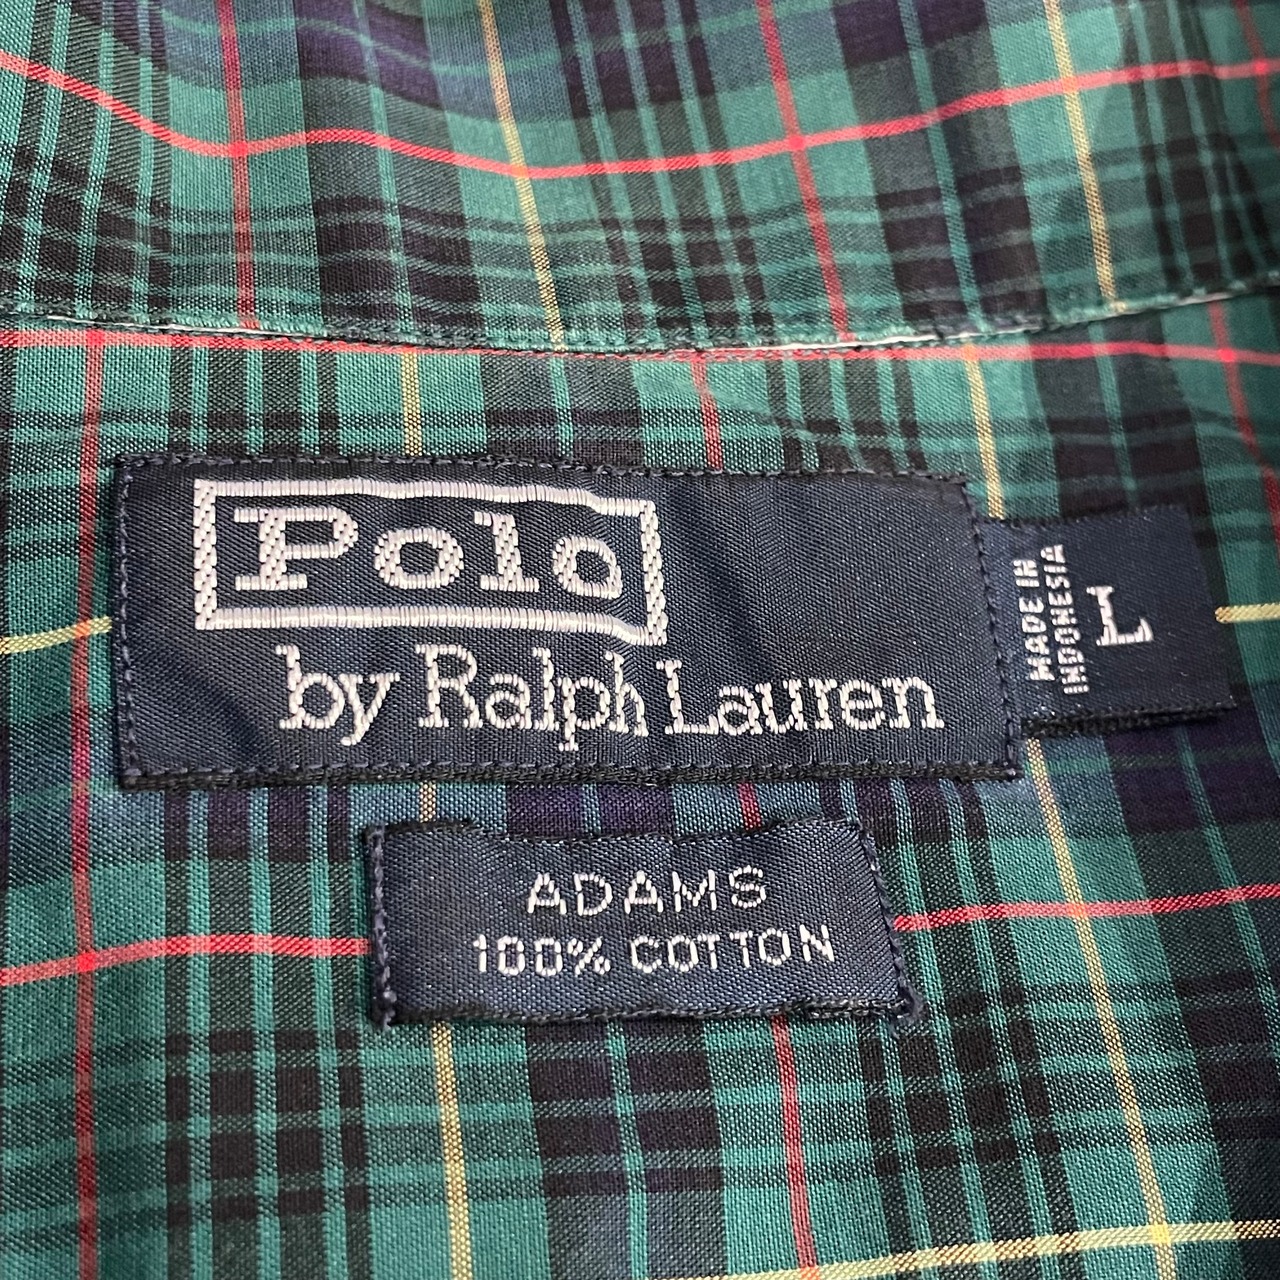 Polo
by Ralph Lauren
MADE IN
INDONESIA
L
ADAMS
100% COTTON